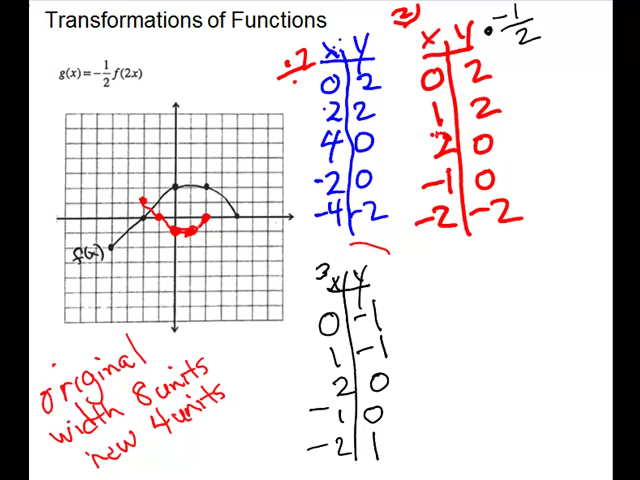 Transformations of Functions
g(x) = -1/2 f(2x)
f(x)
÷2
x y
0 2
2 2
4 0
-2 0
-4 -2
2)
x y · -1/2
0 2
1 2
2 0
-1 0
-2 -2
3 x y
0 -1
1 -1
2 0
-1 0
-2 1
original
width 8 units
new 4 units